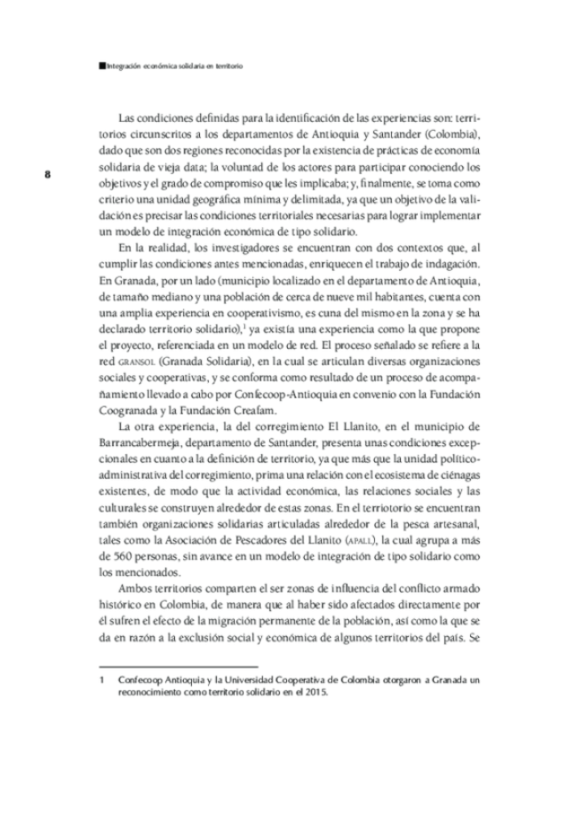 Integración económica solidaria en territorio
Las condiciones definidas para la identificación de las experiencias son: terri-
torios circunscritos a los departamentos de Antioquia y Santander (Colombia),
dado que son dos regiones reconocidas por la existencia de prácticas de economía
solidaria de vieja data; la voluntad de los actores para participar conociendo los
8
objetivos y el grado de compromiso que les implicaba; y, finalmente, se toma como
criterio una unidad geográfica mínima y delimitada, ya que un objetivo de la vali-
dación es precisar las condiciones territoriales necesarias para lograr implementar
un modelo de integración económica de tipo solidario.
En la realidad, los investigadores se encuentran con dos contextos que, al
cumplir las condiciones antes mencionadas, enriquecen el trabajo de indagación.
En Granada, por un lado (municipio localizado en el departamento de Antioquia,
de tamaño mediano y una población de cerca de nueve mil habitantes, cuenta con
una amplia experiencia en cooperativismo, es cuna del mismo en la zona y se ha
declarado territorio solidario),1 ya existía una experiencia como la que propone
el proyecto, referenciada en un modelo de red. El proceso señalado se refiere a la
red GRANSOL (Granada Solidaria), en la cual se articulan diversas organizaciones
sociales y cooperativas, y se conforma como resultado de un proceso de acompa-
ñamiento llevado a cabo por Confecoop-Antioquia en convenio con la Fundación
Coogranada y la Fundación Creafam.
La otra experiencia, la del corregimiento El Llanito, en el municipio de
Barrancabermeja, departamento de Santander, presenta unas condiciones excep-
cionales en cuanto a la definición de territorio, ya que más que la unidad político-
administrativa del corregimiento, prima una relación con el ecosistema de ciénagas
existentes, de modo que la actividad económica, las relaciones sociales y las
culturales se construyen alrededor de estas zonas. En el terriotorio se encuentran
también organizaciones solidarias articuladas alrededor de la pesca artesanal,
tales como la Asociación de Pescadores del Llanito (APALL), la cual agrupa a más
de 560 personas, sin avance en un modelo de integración de tipo solidario como
los mencionados.
Ambos territorios comparten el ser zonas de influencia del conflicto armado
histórico en Colombia, de manera que al haber sido afectados directamente por
él sufren el efecto de la migración permanente de la población, así como la que se
da en razón a la exclusión social y económica de algunos territorios del país. Se
1 Confecoop Antioquia y la Universidad Cooperativa de Colombia otorgaron a Granada un
reconocimiento como territorio solidario en el 2015.